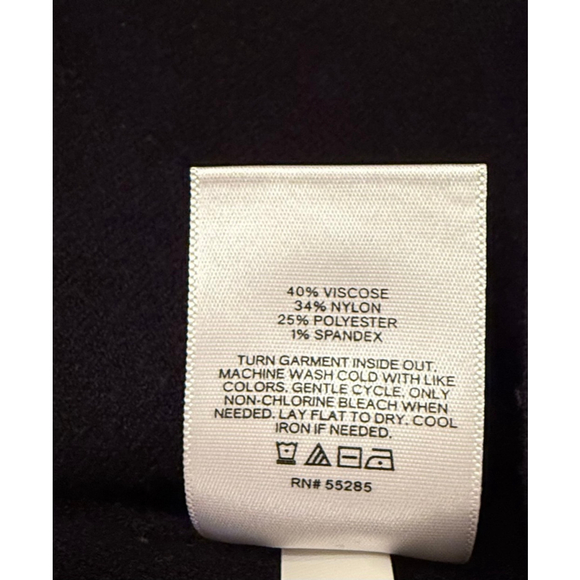 40% VISCOSE
34% NYLON
25% POLYESTER
1% SPANDEX
TURN GARMENT INSIDE OUT.
MACHINE WASH COLD WITH LIKE
COLORS. GENTLE CYCLE. ONLY
NON-CHLORINE BLEACH WHEN
NEEDED. LAY FLAT TO DRY. COOL
IRON IF NEEDED.
RN# 55285